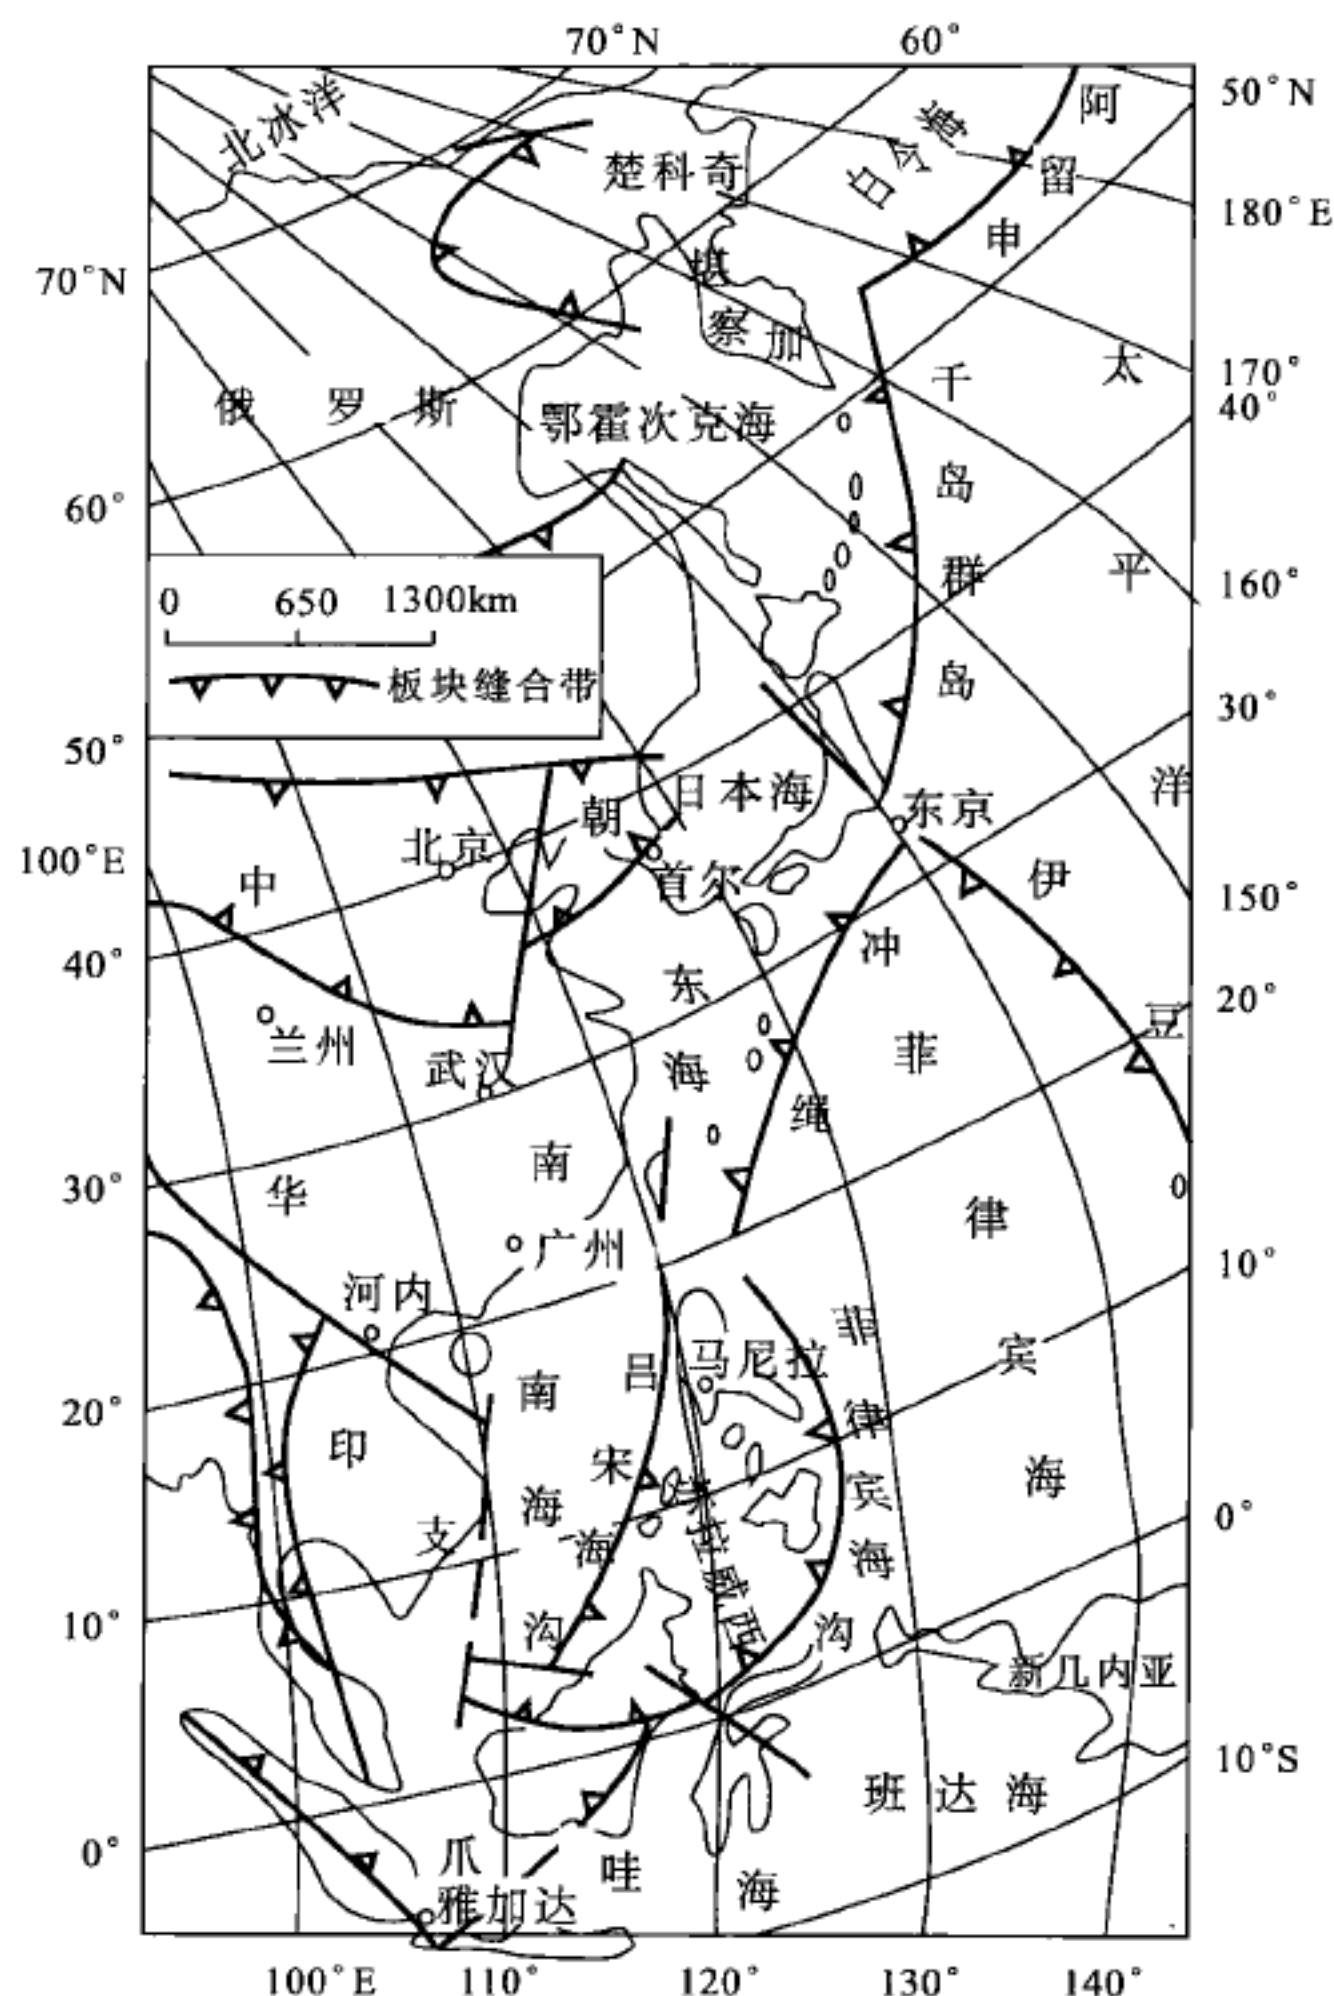 70°N 60°
50°N
北冰洋
阿
留
申
楚科奇
白令海
180°E
堪
察加
70°N
170°
40°
千
岛
群
岛
太
平
洋
俄 罗 斯
鄂霍次克海
60°
160°
0 650 1300km
板块缝合带
30°
50°
日本海
朝
东京
北京
首尔
100°E
中
伊
150°
冲
40°
东
20°
豆
兰州
武汉
海
菲
绳
南
30°
华
律
广州
10°
河内
菲
宾
马尼拉
吕
南
律
20°
印
宋
海
宾
海
苏拉威西
0°
支
海
海
10°
沟
沟
新几内亚
10°S
班达海
0°
爪
哇
海
雅加达
100°E 110° 120° 130° 140°